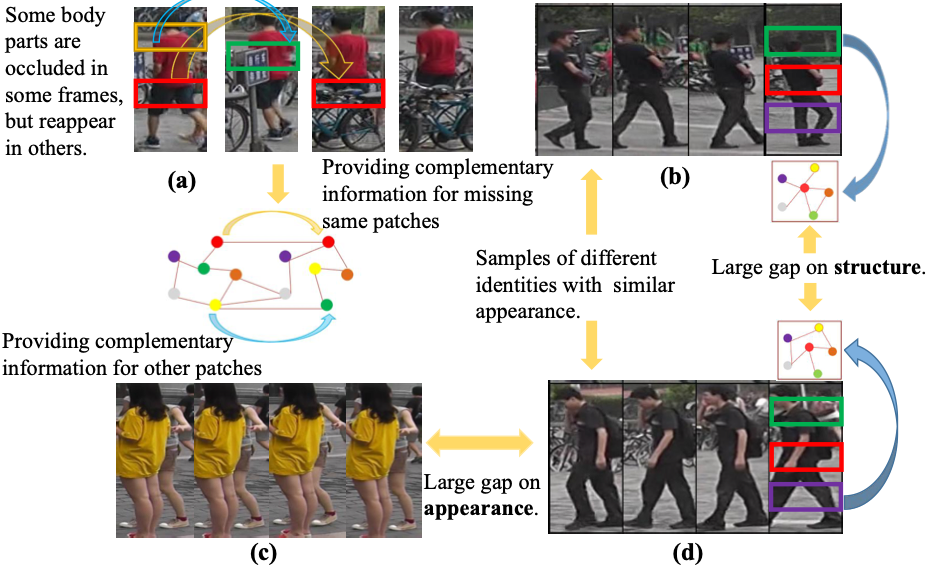 Some body
parts are
occluded in
some frames,
but reappear
in others.
(a)
(b)
Providing complementary
information for missing
same patches
Samples of different
identities with similar
appearance.
Large gap on structure.
Providing complementary
information for other patches
Large gap on
appearance.
(c)
(d)